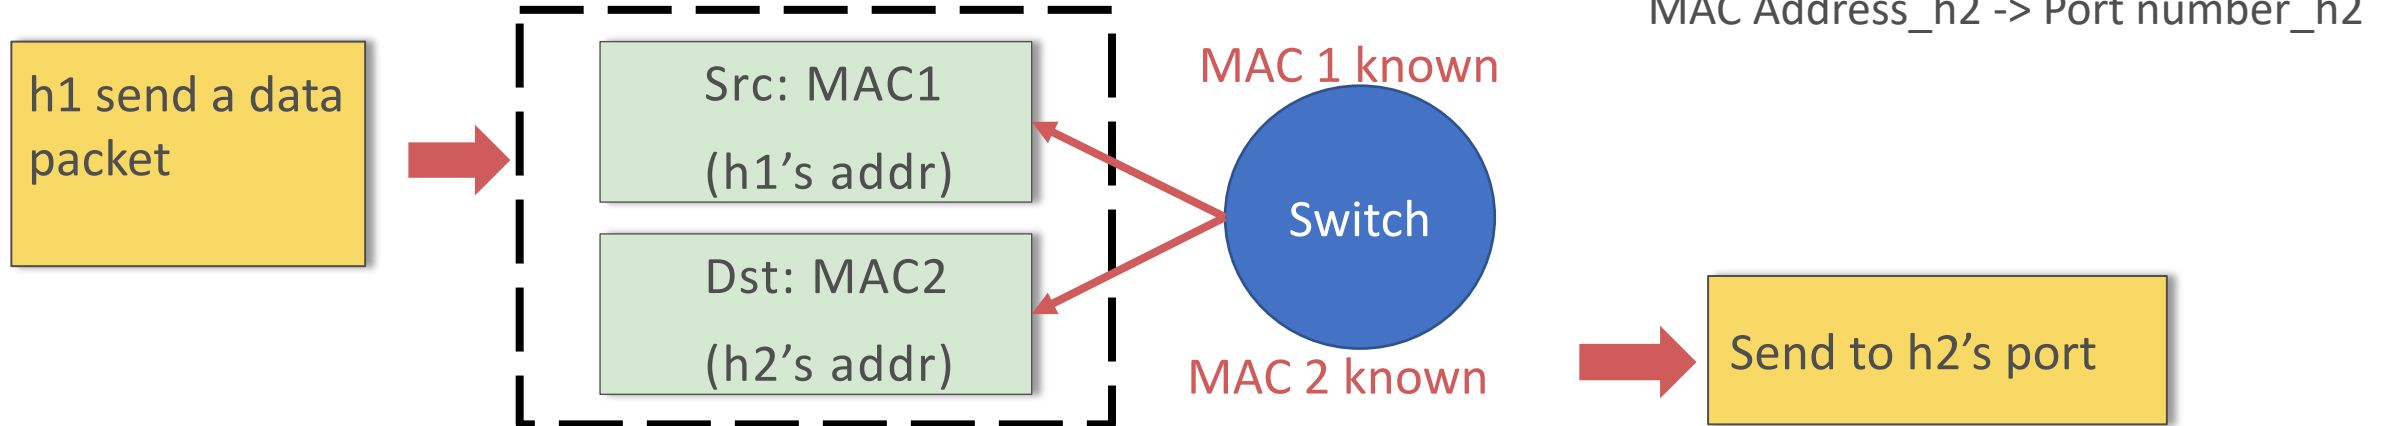 MAC Address_h2 -> Port number_h2
h1 send a data
packet
Src: MAC1
(h1’s addr)
Dst: MAC2
(h2’s addr)
MAC 1 known
Switch
MAC 2 known
Send to h2’s port